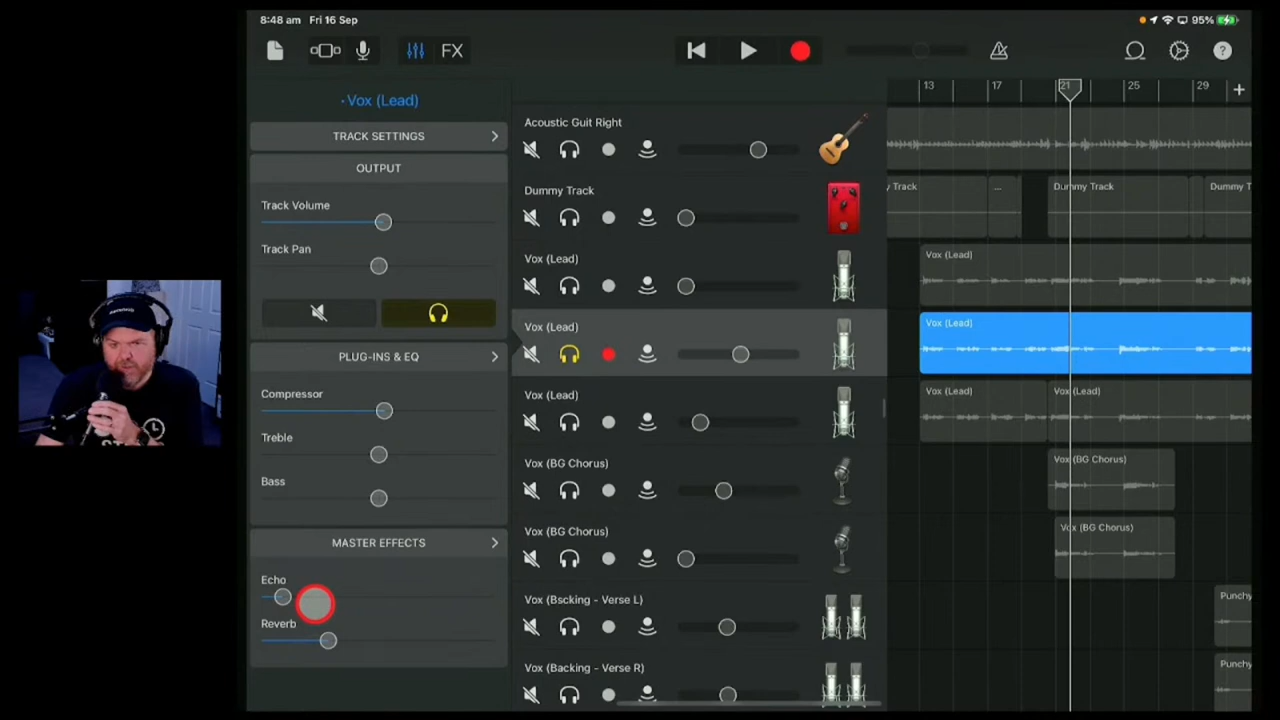 8:48 am Fri 16 Sep
95%
FX
Vox (Lead)
TRACK SETTINGS
OUTPUT
Track Volume
Track Pan
PLUG-INS & EQ
Compressor
Treble
Bass
MASTER EFFECTS
Echo
Reverb
Acoustic Guit Right
Dummy Track
Vox (Lead)
Vox (Lead)
Vox (Lead)
Vox (BG Chorus)
Vox (BG Chorus)
Vox (Bscking - Verse L)
Vox (Backing - Verse R)
13 17 21 25 29 +
?
y Track ... Dummy Track Dummy T
Vox (Lead)
Vox (Lead)
Vox (Lead) Vox (Lead)
Vox (BG Chorus)
Vox (BG Chorus)
Punchy
Punchy